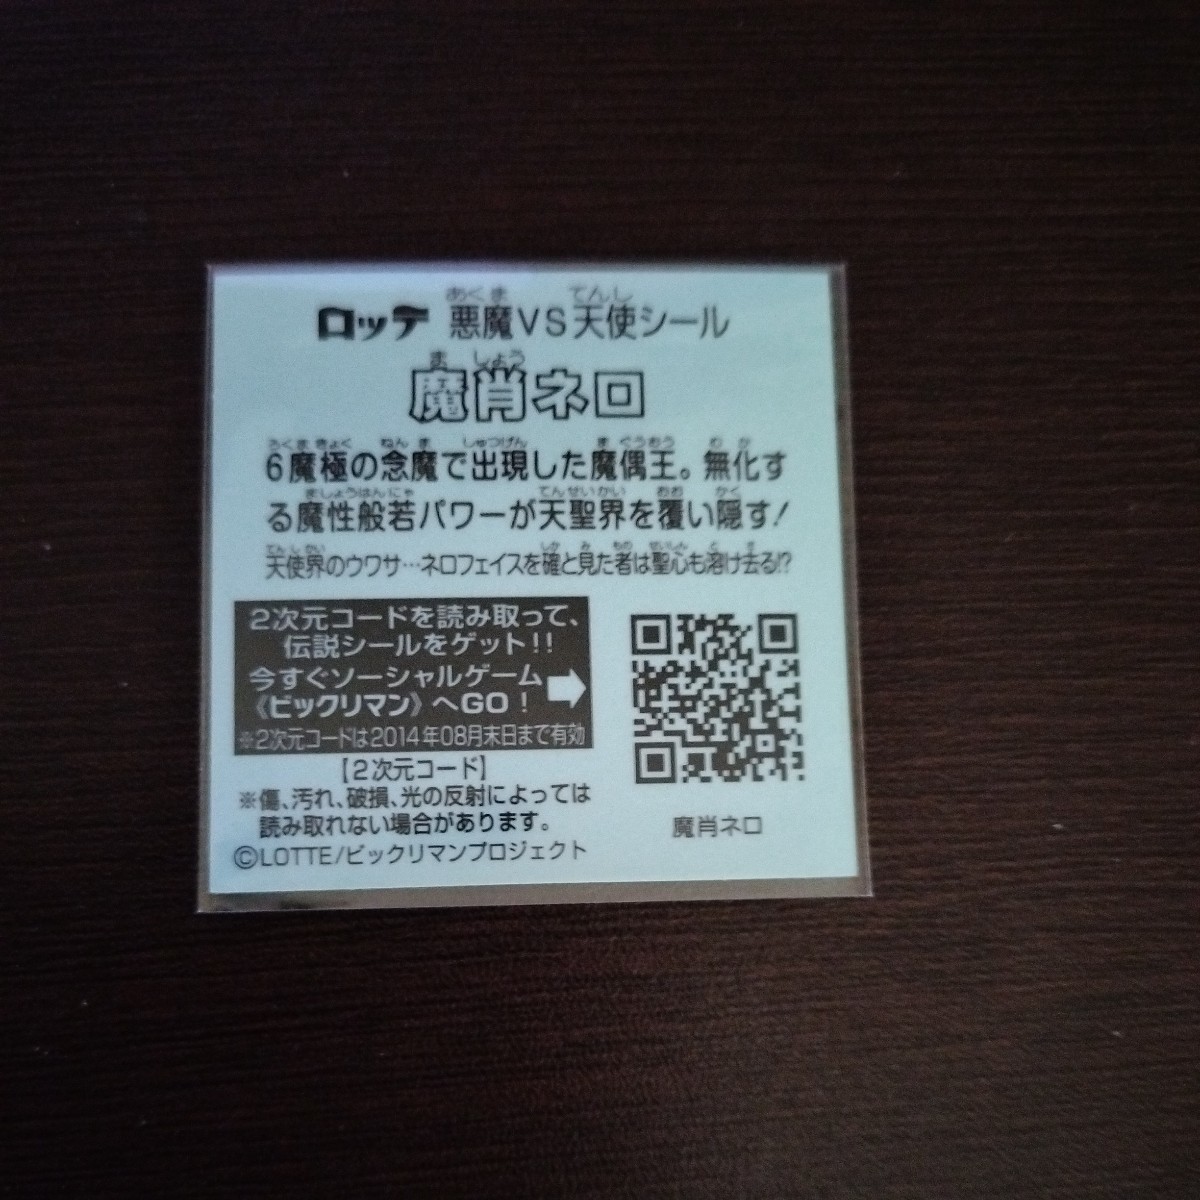 ロッテ 悪魔VS天使シール
魔肖ネロ
6魔極の念魔で出現した魔偶王。無化す
る魔性般若パワーが天聖界を覆い隠す!
天使界のウワサ…ネロフェイスを確と見た者は聖心も溶け去る!?
2次元コードを読み取って、
伝説シールをゲット!!
今すぐソーシャルゲーム
《ビックリマン》へGO!
※2次元コードは2014年08月末日まで有効
【2次元コード】
※傷、汚れ、破損、光の反射によっては
読み取れない場合があります。
©LOTTE/ビックリマンプロジェクト
魔肖ネロ